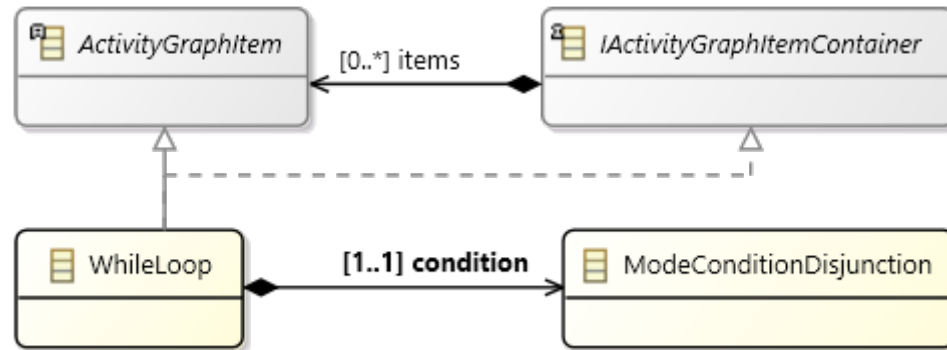 ActivityGraphItem
[0..*] items
IActivityGraphItemContainer
WhileLoop
[1..1] condition
ModeConditionDisjunction